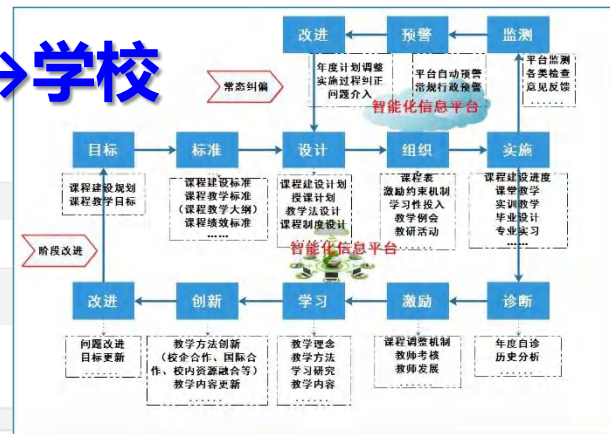 →学校
改进
预警
监测
年度计划调整
实施过程纠正
问题介入
平台自动预警
常规行政预警
平台监测
各类检查
意见反馈
......
常态纠偏
智能化信息平台
目标
标准
设计
组织
实施
课程建设规划
课程教学目标
课程建设标准
课程教学标准
（课程教学大纲）
课程绩效标准
......
课程建设计划
授课计划
教学法设计
课程制度设计
......
课程表
激励约束机制
学习性投入
教学例会
教研活动
课程建设进度
课堂教学
实训教学
毕业设计
专业实习
......
智能化信息平台
阶段改进
改进
创新
学习
激励
诊断
问题改进
目标更新
......
教学方法创新
（校企合作、国际合
作、校内资源融合等）
教学内容更新
......
教学理念
教学方法
学习研究
教学内容
......
课程调整机制
教师考核
教师发展
......
年度自诊
历史分析
......